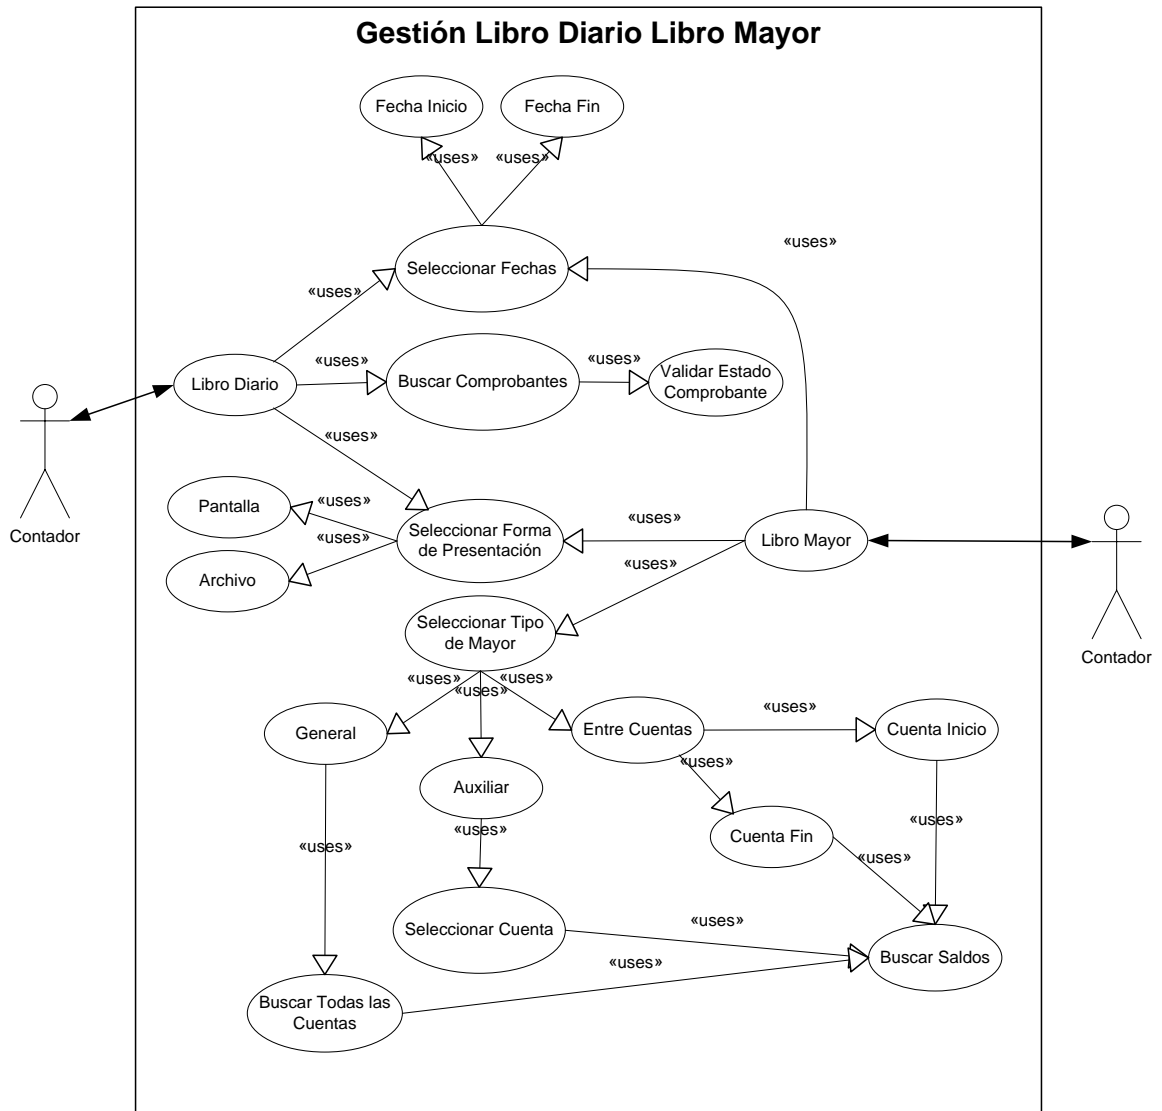 Gestión Libro Diario Libro Mayor
Fecha Inicio
Fecha Fin
«uses»
«uses»
«uses»
Seleccionar Fechas
«uses»
«uses»
«uses»
Libro Diario
Buscar Comprobantes
Validar Estado
Comprobante
«uses»
Contador
Pantalla
«uses»
«uses»
Seleccionar Forma
de Presentación
«uses»
Libro Mayor
Archivo
«uses»
Contador
Seleccionar Tipo
de Mayor
«uses»
«uses»
«uses»
General
Entre Cuentas
«uses»
Cuenta Inicio
«uses»
Auxiliar
«uses»
«uses»
Cuenta Fin
«uses»
«uses»
«uses»
Seleccionar Cuenta
«uses»
Buscar Saldos
«uses»
Buscar Todas las
Cuentas